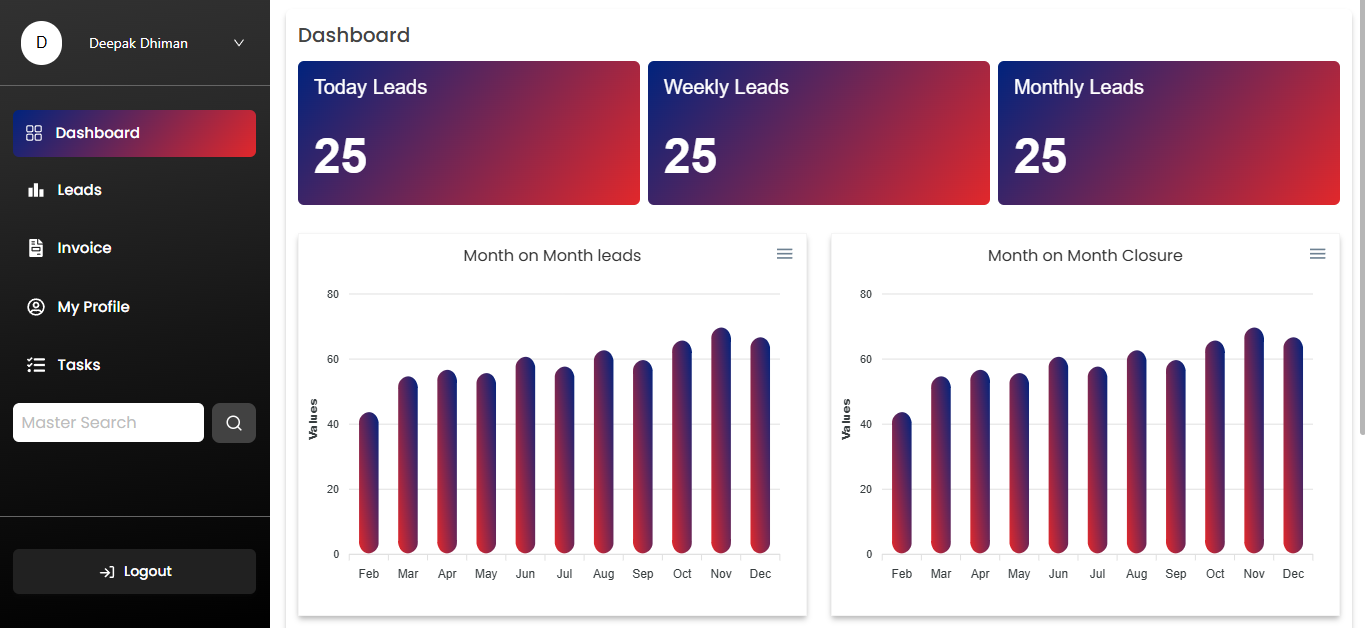 D
Deepak Dhiman
Dashboard
Leads
Invoice
My Profile
Tasks
Master Search
Logout
Dashboard
Today Leads
25
Weekly Leads
25
Monthly Leads
25
Month on Month leads
80
60
40
20
0
Values
Feb Mar Apr May Jun Jul Aug Sep Oct Nov Dec
Month on Month Closure
80
60
40
20
0
Values
Feb Mar Apr May Jun Jul Aug Sep Oct Nov Dec